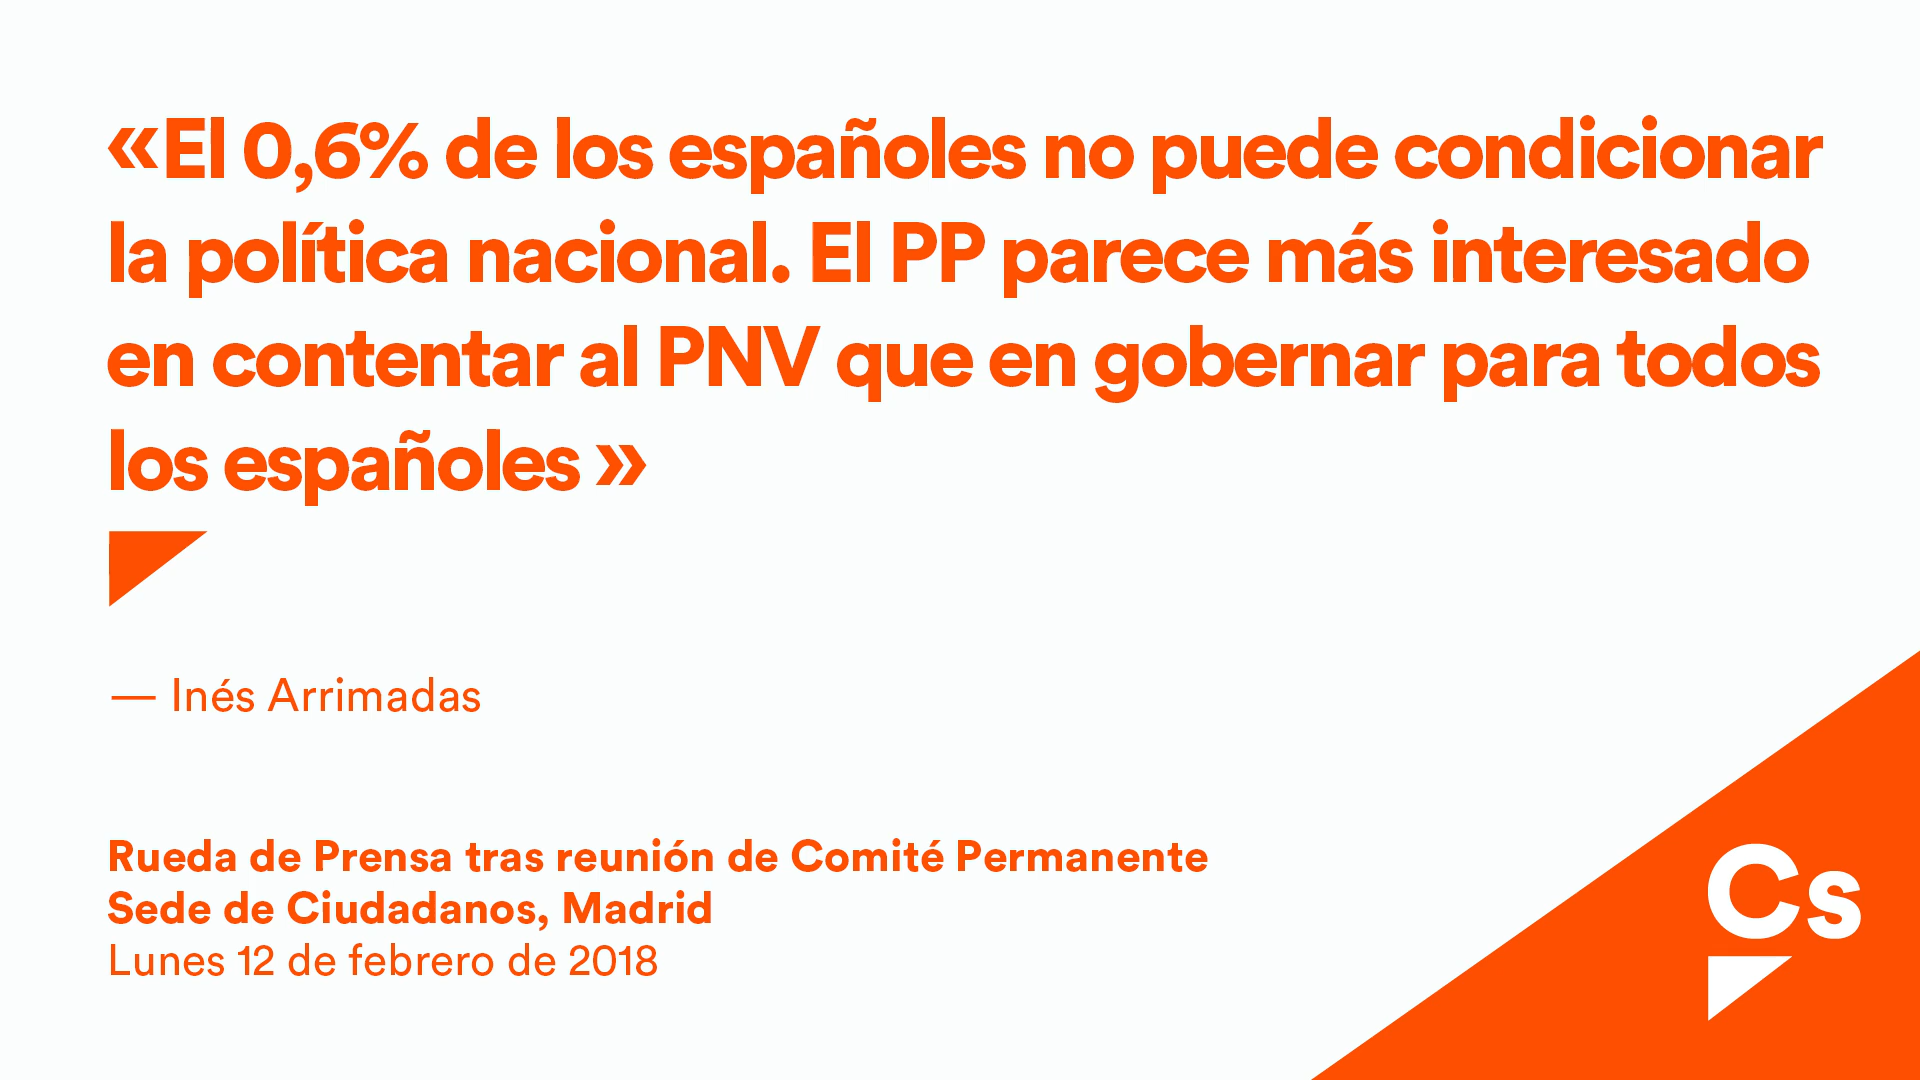 «El 0,6% de los españoles no puede condicionar
la política nacional. El PP parece más interesado
en contentar al PNV que en gobernar para todos
los españoles »
— Inés Arrimadas
Rueda de Prensa tras reunión de Comité Permanente
Sede de Ciudadanos, Madrid
Lunes 12 de febrero de 2018
Cs